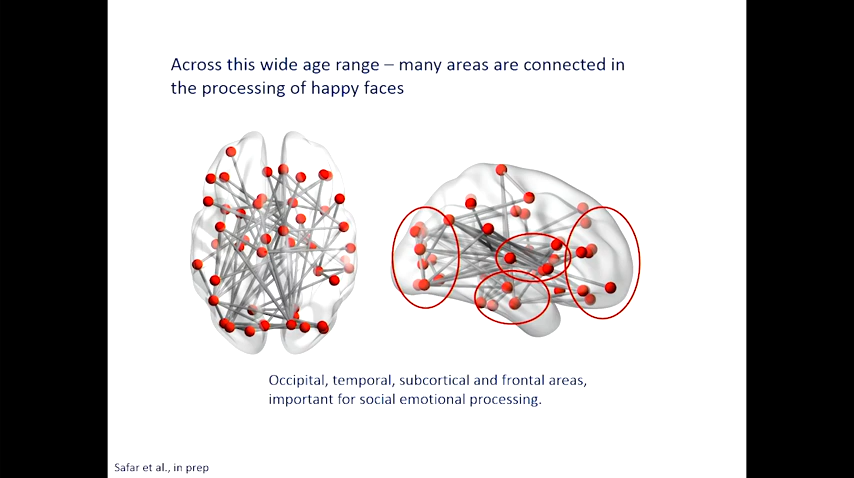 Across this wide age range – many areas are connected in
the processing of happy faces
Occipital, temporal, subcortical and frontal areas,
important for social emotional processing.
Safar et al., in prep